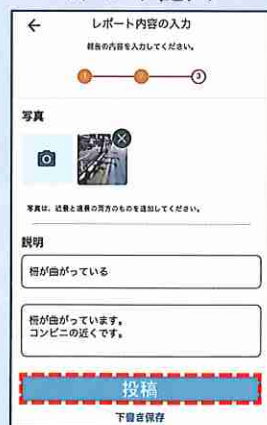 レポート内容の入力
報告の内容を入力してください。
1 2 3
写真
写真は、近景と遠景の両方のものを追加してください。
説明
柵が曲がっている
柵が曲がっています。
コンビニの近くです。
投稿
下書き保存